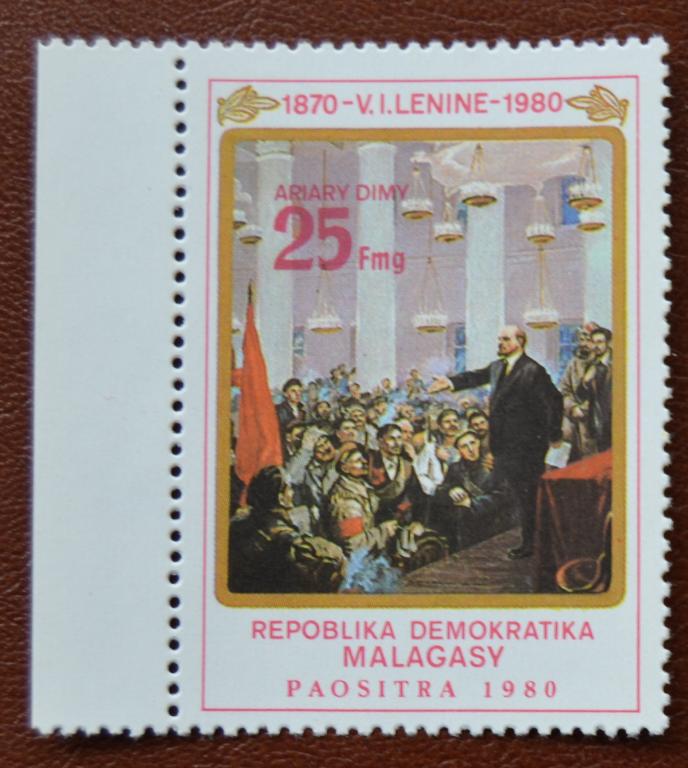 1870-V.I.LENINE-1980
ARIARY DIMY
25 Fmg
REPOBLIKA DEMOKRATIKA
MALAGASY
PAOSITRA 1980